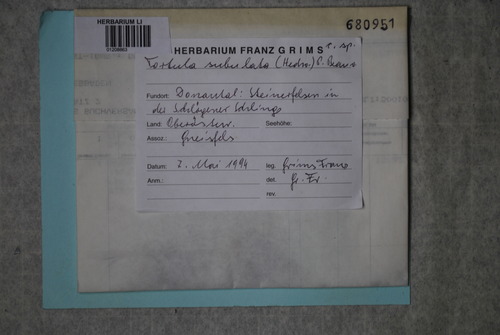 HERBARIUM LI
680951
HERBARIUM FRANZ GRIMS
Tortula subulata (Hedw.) P. Beauv
Fundort: Donautal: Steinerfelsen in
der Schlögener Schlinge
Land: Oberösterr. Seehöhe:
Assoz.: Gneisfels
Datum: 2. Mai 1994 leg. Grims Franz
Anm.: det. Gr. Fr.
rev.